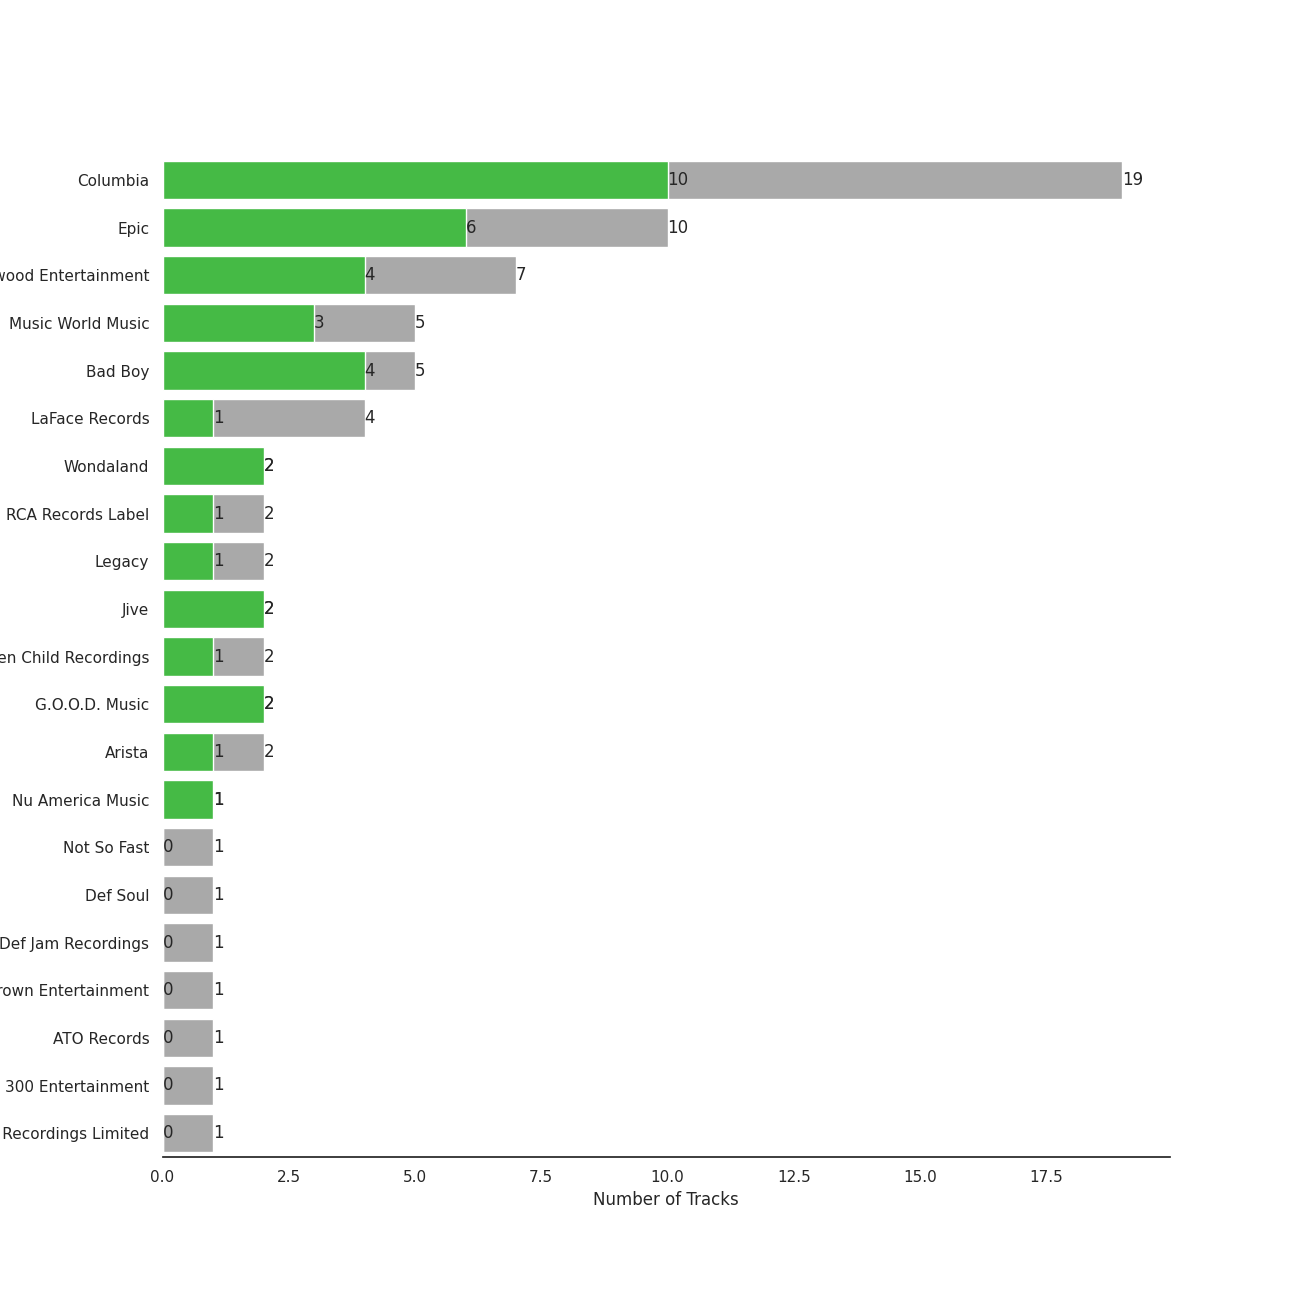 Columbia 10 19
Epic 6 10
Entertainment 4 7
Music World Music 3 5
Bad Boy 4 5
LaFace Records 1 4
Wondaland 2 2
RCA Records Label 1 2
Legacy 1 2
Jive 2 2
Child Recordings 1 2
G.O.O.D. Music 2 2
Arista 1 2
Nu America Music 1 1
Not So Fast 0 1
Def Soul 0 1
Def Jam Recordings 0 1
Entertainment 0 1
ATO Records 0 1
300 Entertainment 0 1
Recordings Limited 0 1
0.0 2.5 5.0 7.5 10.0 12.5 15.0 17.5
Number of Tracks